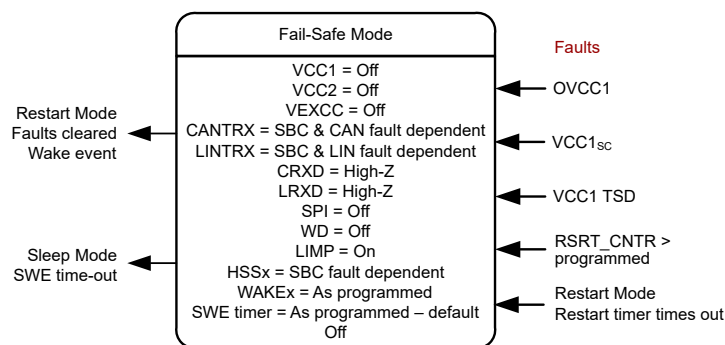 Fail-Safe Mode
VCC1 = Off
VCC2 = Off
VEXCC = Off
CANTRX = SBC & CAN fault dependent
LINTRX = SBC & LIN fault dependent
CRXD = High-Z
LRXD = High-Z
SPI = Off
WD = Off
LIMP = On
HSSx = SBC fault dependent
WAKEx = As programmed
SWE timer = As programmed – default
Off
Restart Mode
Faults cleared
Wake event
Sleep Mode
SWE time-out
Faults
OVCC1
VCC1SC
VCC1 TSD
RSRT_CNTR >
programmed
Restart Mode
Restart timer times out